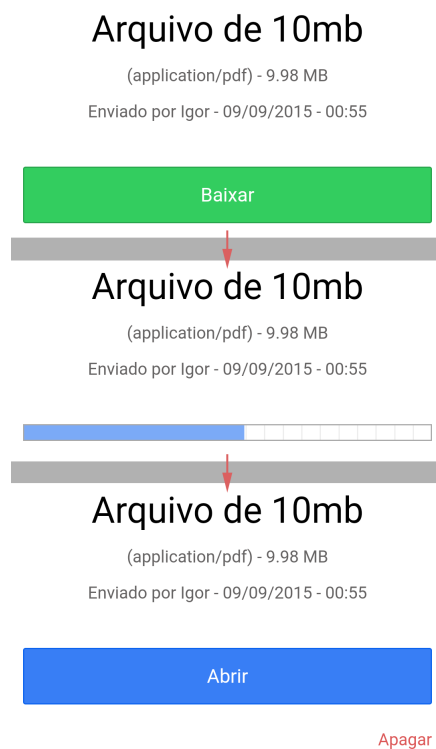 Arquivo de 10mb
(application/pdf) - 9.98 MB
Enviado por Igor - 09/09/2015 - 00:55
Baixar
Arquivo de 10mb
(application/pdf) - 9.98 MB
Enviado por Igor - 09/09/2015 - 00:55
Arquivo de 10mb
(application/pdf) - 9.98 MB
Enviado por Igor - 09/09/2015 - 00:55
Abrir
Apagar